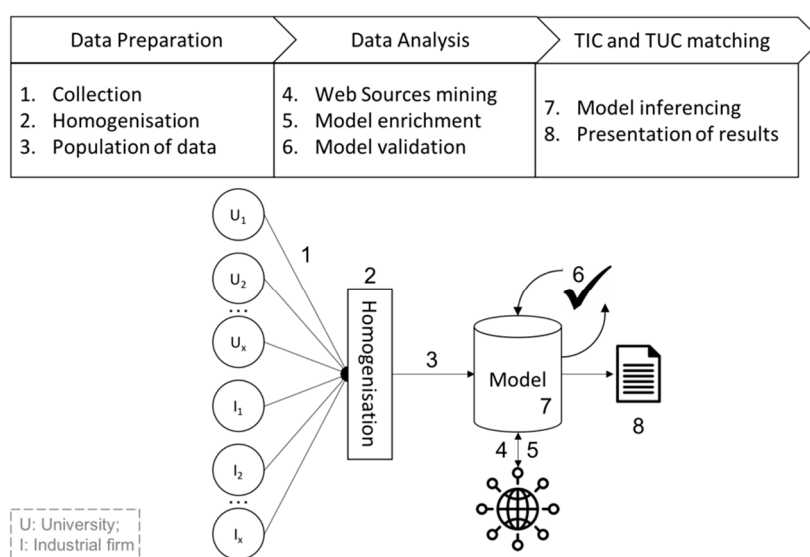 Data Preparation
Data Analysis
TIC and TUC matching
1. Collection
2. Homogenisation
3. Population of data
4. Web Sources mining
5. Model enrichment
6. Model validation
7. Model inferencing
8. Presentation of results
U1
1
U2
...
Ux
I1
I2
...
Ix
2
Homogenisation
3
6
Model
7
4 5
8
U: University;
I: Industrial firm